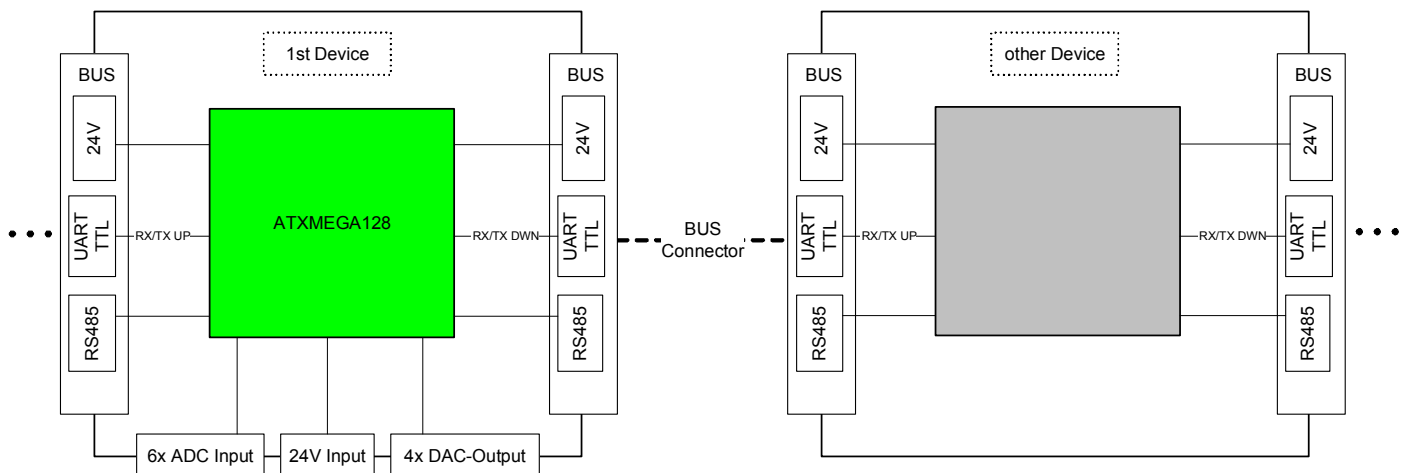 1st Device
BUS
24V
UART
TTL
RS485
RX/TX UP
ATXMEGA128
RX/TX DWN
BUS
24V
UART
TTL
RS485
6x ADC Input
24V Input
4x DAC-Output
BUS
Connector
other Device
BUS
24V
UART
TTL
RS485
RX/TX UP
RX/TX DWN
BUS
24V
UART
TTL
RS485